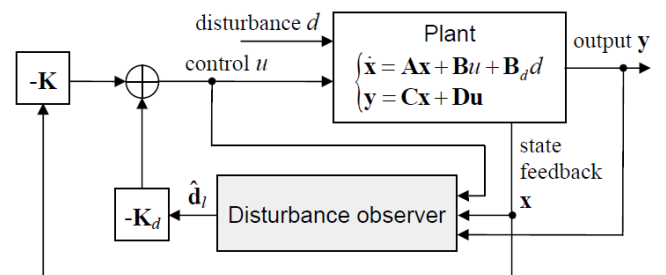 disturbance d
Plant
ẋ = Ax + Bu + B_d d
y = Cx + Du
output y
control u
-K
state
feedback
x
d̂_l
-K_d
Disturbance observer